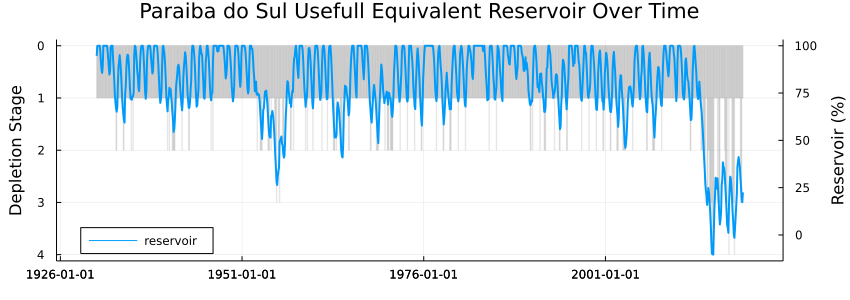 Paraiba do Sul Usefull Equivalent Reservoir Over Time
0
1
2
3
4
Depletion Stage
100
75
50
25
0
Reservoir (%)
reservoir
1926-01-01 1951-01-01 1976-01-01 2001-01-01